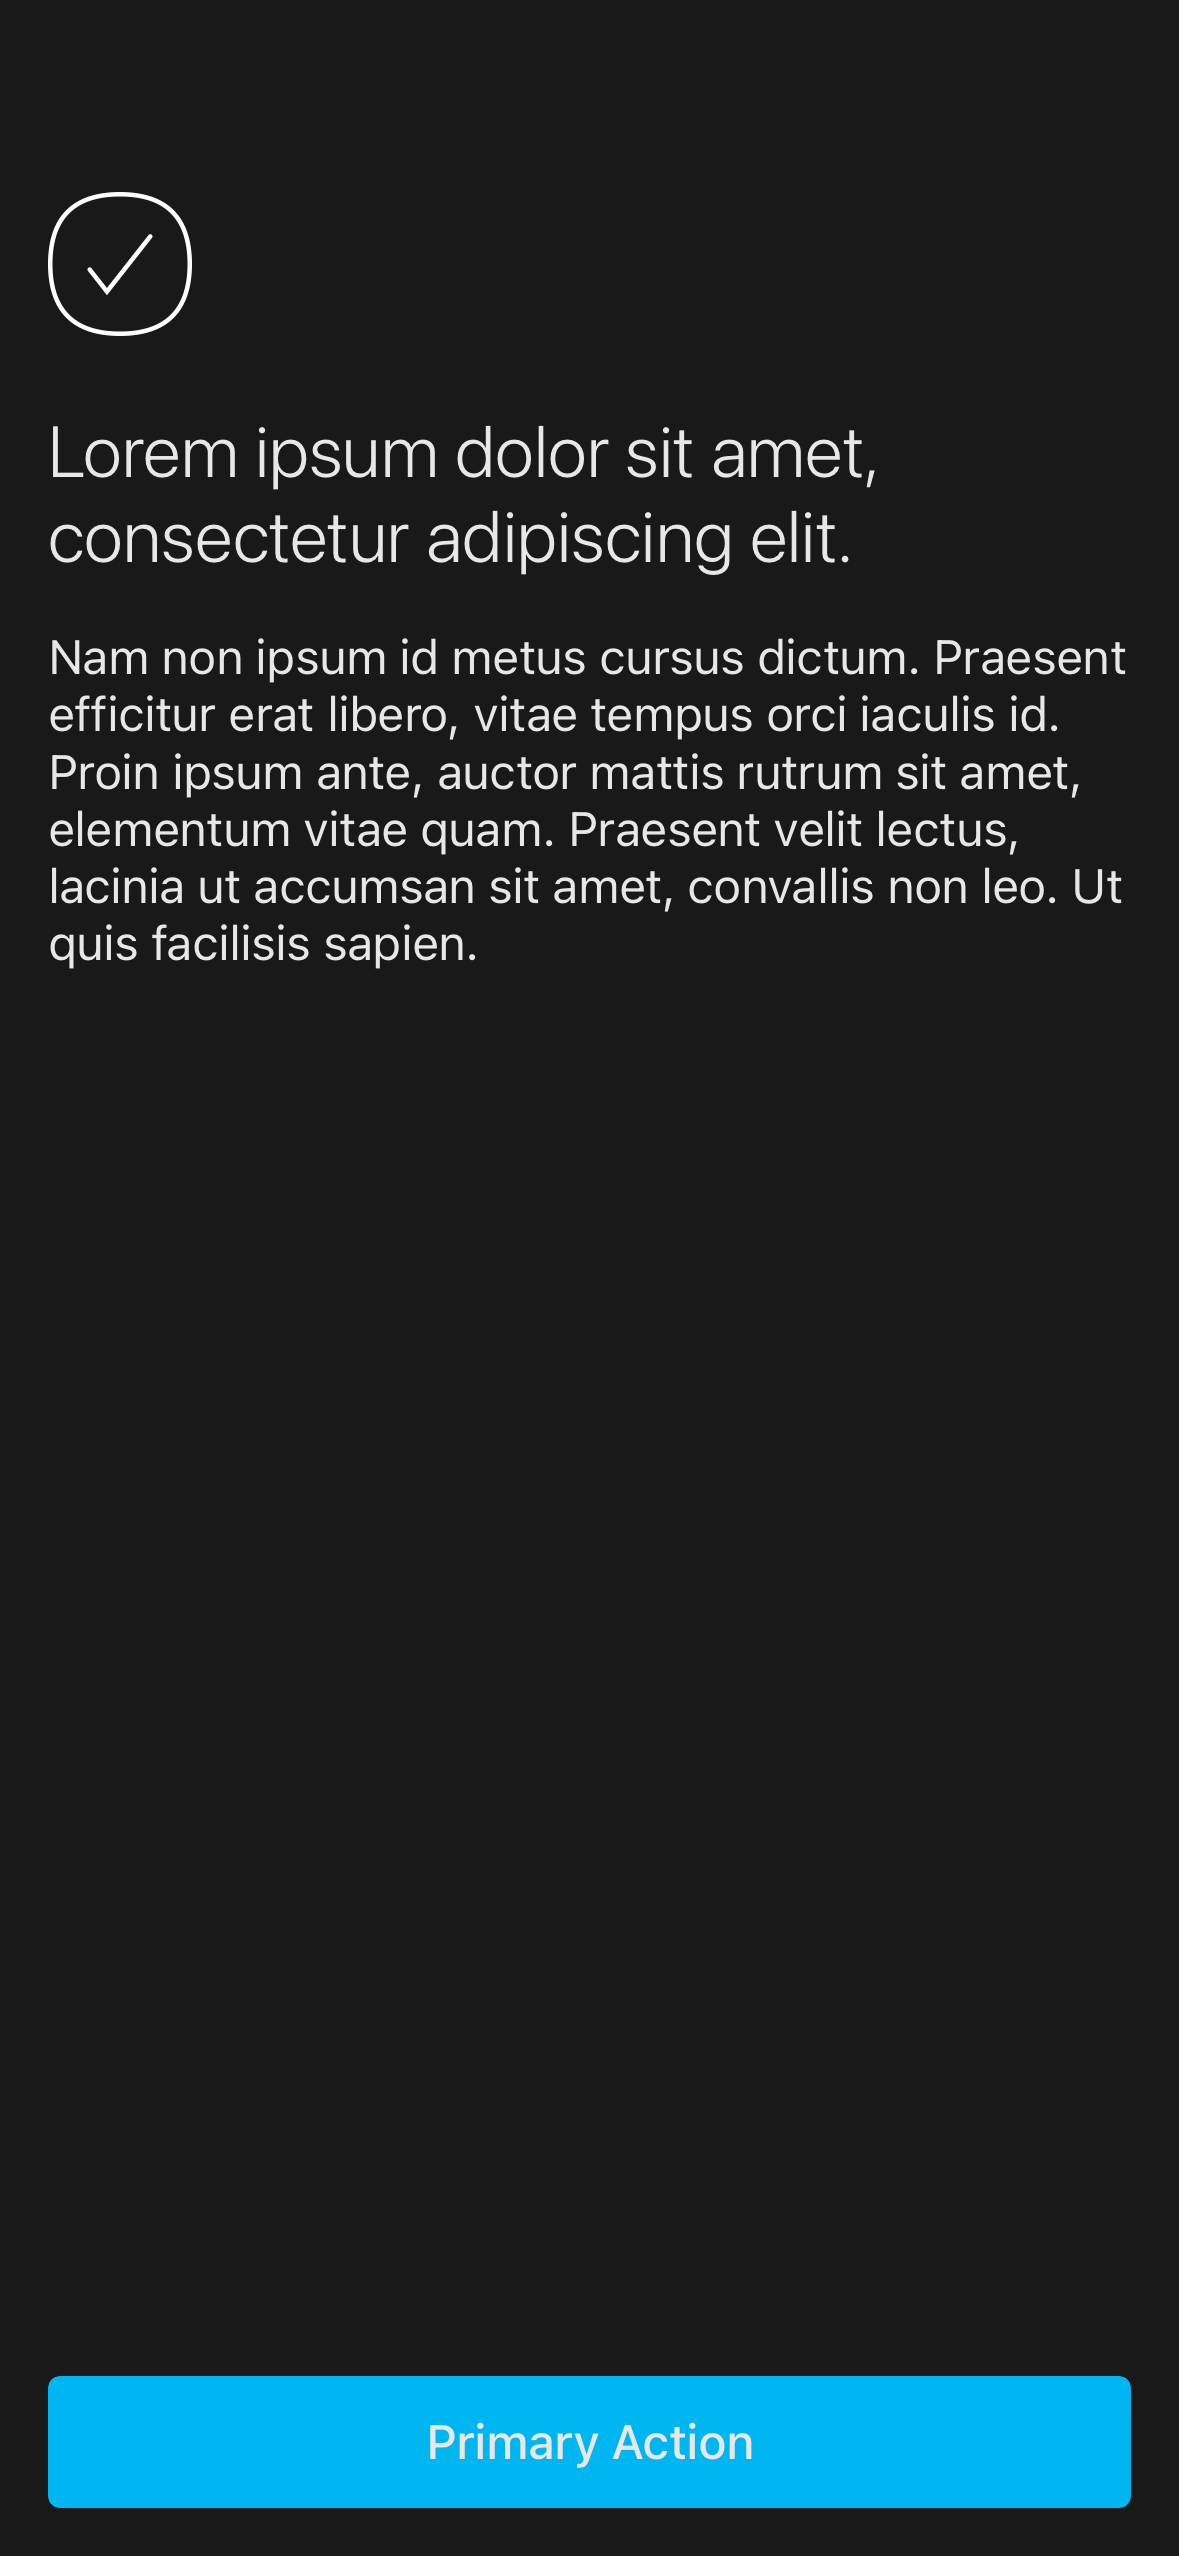 Lorem ipsum dolor sit amet,
consectetur adipiscing elit.
Nam non ipsum id metus cursus dictum. Praesent
efficitur erat libero, vitae tempus orci iaculis id.
Proin ipsum ante, auctor mattis rutrum sit amet,
elementum vitae quam. Praesent velit lectus,
lacinia ut accumsan sit amet, convallis non leo. Ut
quis facilisis sapien.
Primary Action